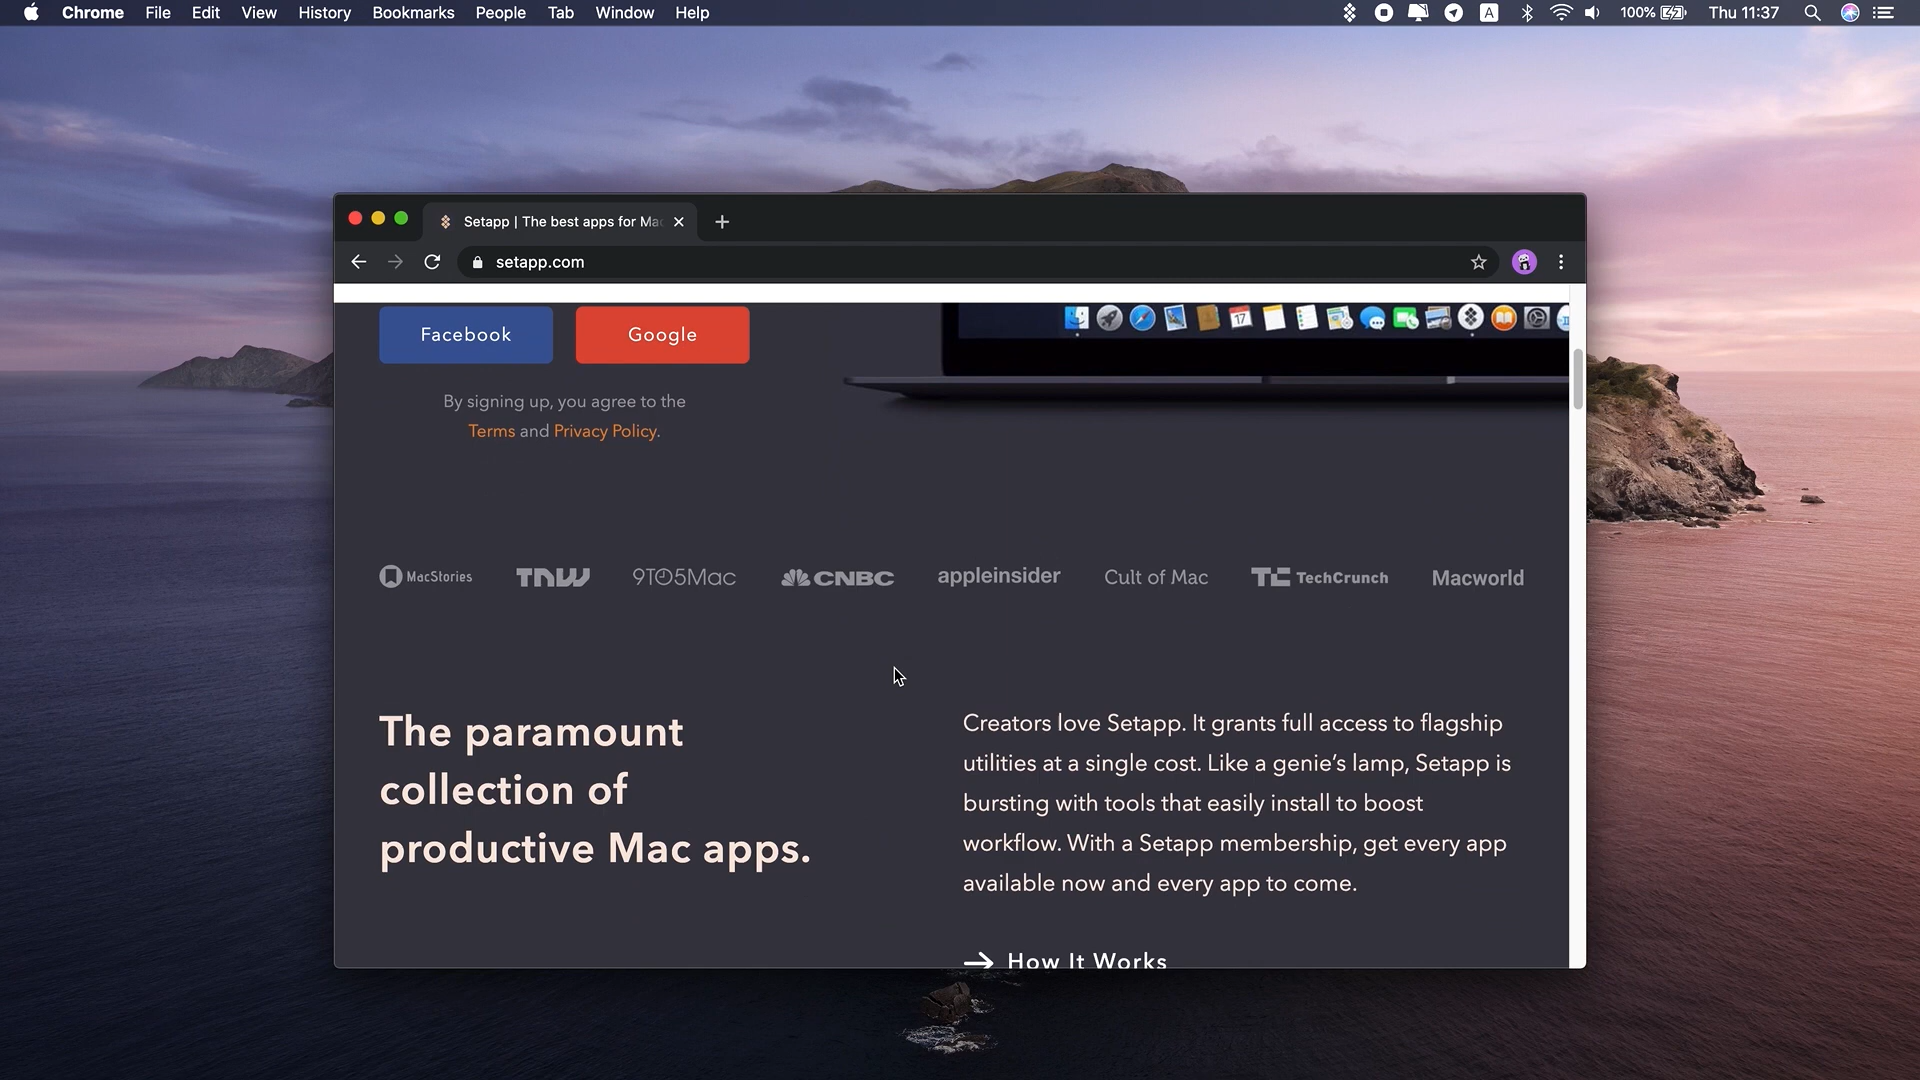 Chrome File Edit View History Bookmarks People Tab Window Help A 100% Thu 11:37
Setapp | The best apps for Mac
setapp.com
Facebook Google
17
By signing up, you agree to the
Terms and Privacy Policy.
MacStories TNW 9TO5Mac CNBC appleinsider Cult of Mac TC TechCrunch Macworld
The paramount
collection of
productive Mac apps.
Creators love Setapp. It grants full access to flagship
utilities at a single cost. Like a genie’s lamp, Setapp is
bursting with tools that easily install to boost
workflow. With a Setapp membership, get every app
available now and every app to come.
How It Works